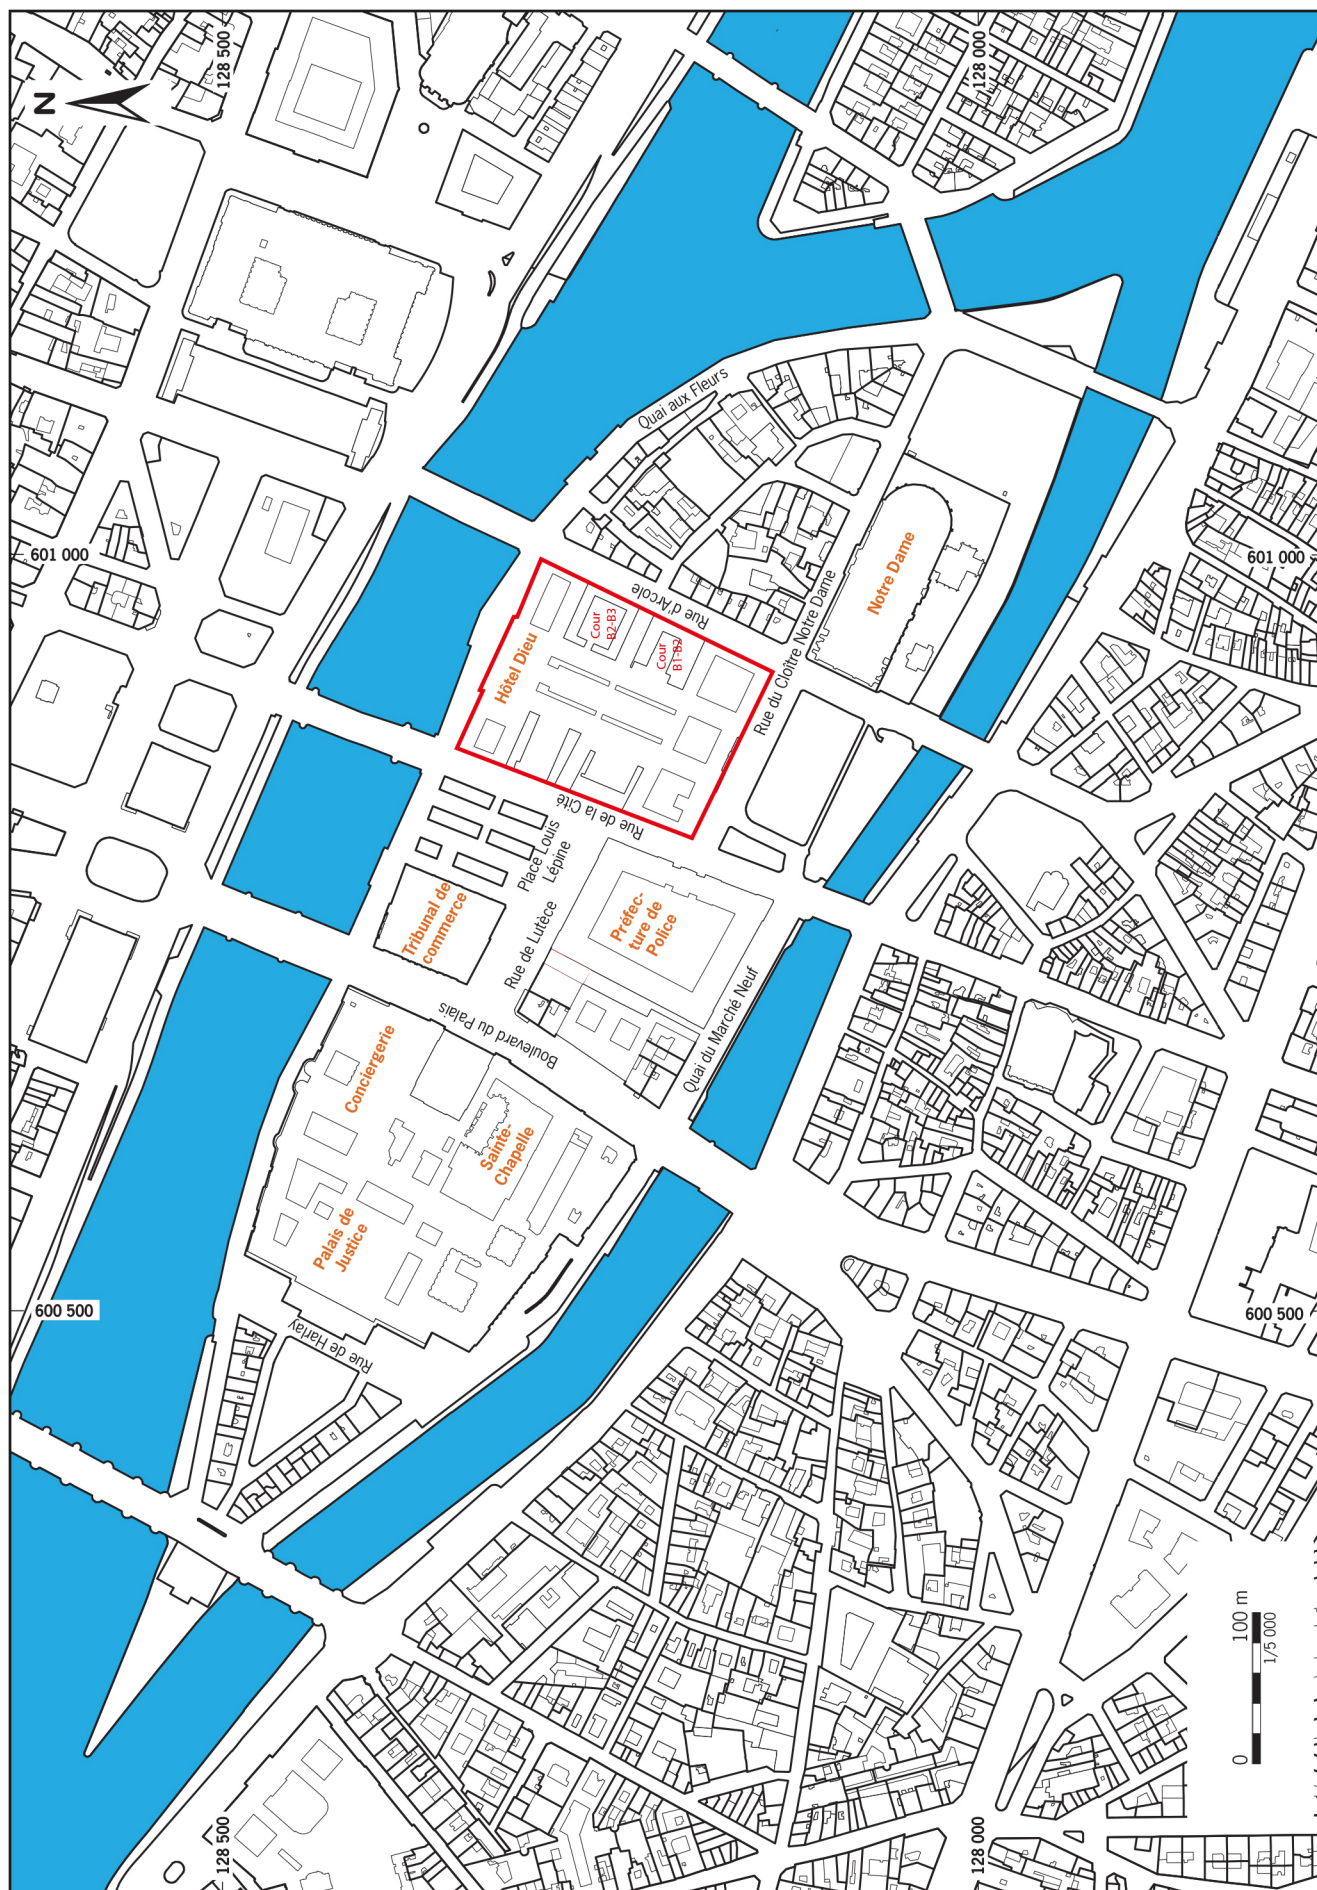 N
128 500
128 000
601 000
601 000
Quai aux Fleurs
Hôtel Dieu
Cour
B2-B3
Cour
B1-B2
Rue d'Arcole
Rue du Cloître Notre Dame
Notre Dame
Rue de la Cité
Place Louis
Lépine
Rue de Lutèce
Tribunal de
commerce
Préfec-
ture de
Police
Quai du Marché Neuf
Boulevard du Palais
Conciergerie
Sainte-
Chapelle
Palais de
Justice
Rue de Harlay
600 500
600 500
128 500
128 000
0 100 m
1/5 000